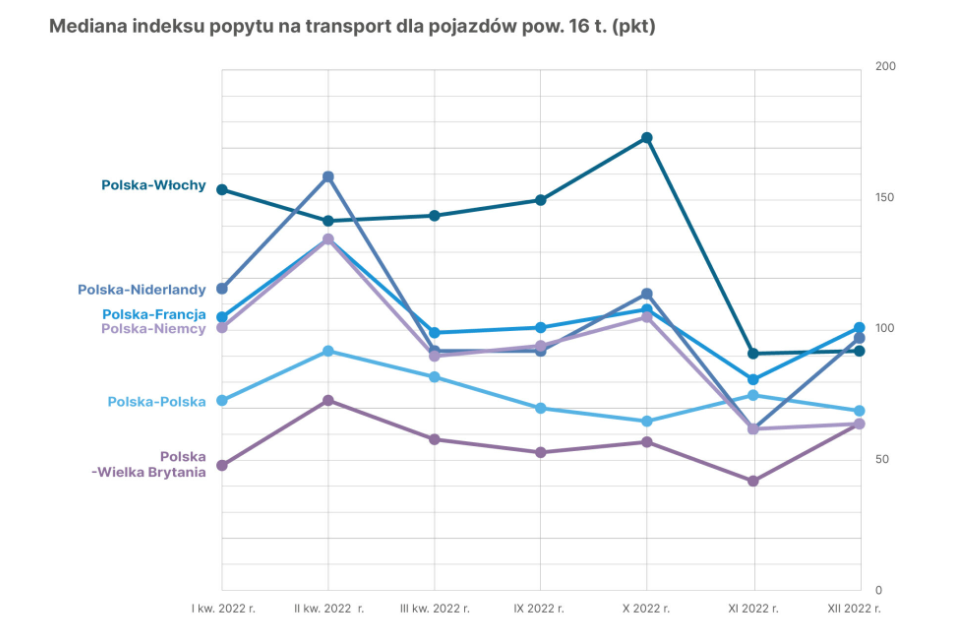 Mediana indeksu popytu na transport dla pojazdów pow. 16 t. (pkt)
200
Polska-Włochy
150
Polska-Niderlandy
Polska-Francja
Polska-Niemcy
100
Polska-Polska
Polska
-Wielka Brytania
50
0
I kw. 2022 r.
II kw. 2022 r.
III kw. 2022 r.
IX 2022 r.
X 2022 r.
XI 2022 r.
XII 2022 r.